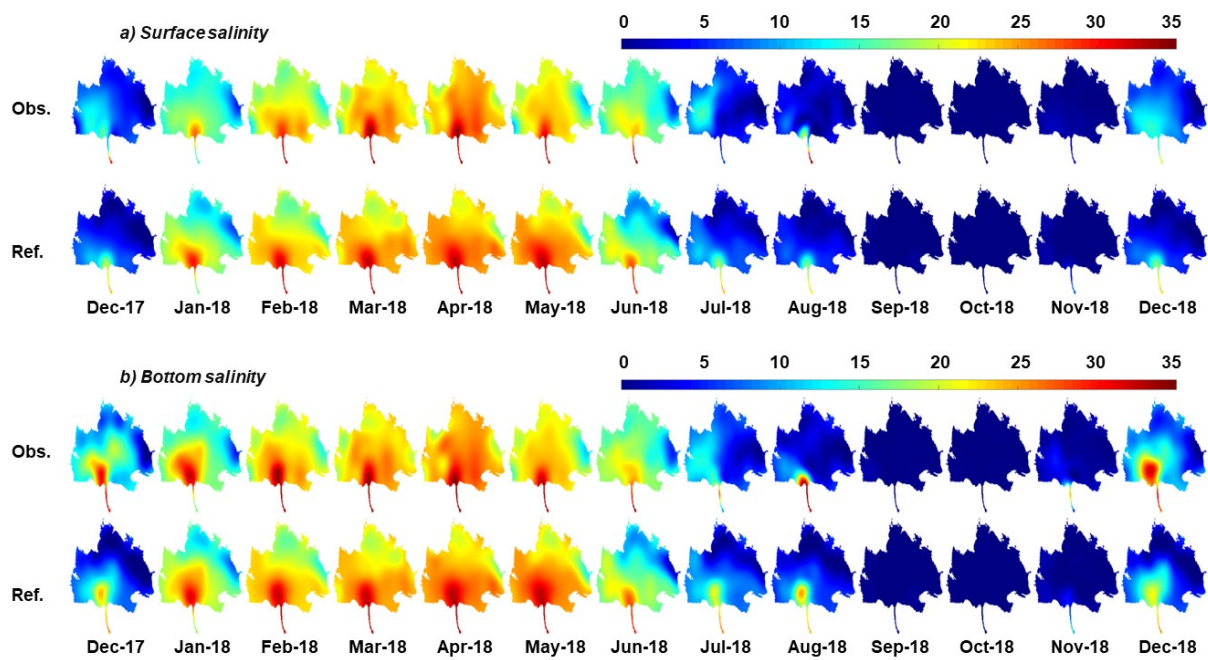 a) Surface salinity
0 5 10 15 20 25 30 35
Obs.
Ref.
Dec-17 Jan-18 Feb-18 Mar-18 Apr-18 May-18 Jun-18 Jul-18 Aug-18 Sep-18 Oct-18 Nov-18 Dec-18
b) Bottom salinity
0 5 10 15 20 25 30 35
Obs.
Ref.
Dec-17 Jan-18 Feb-18 Mar-18 Apr-18 May-18 Jun-18 Jul-18 Aug-18 Sep-18 Oct-18 Nov-18 Dec-18